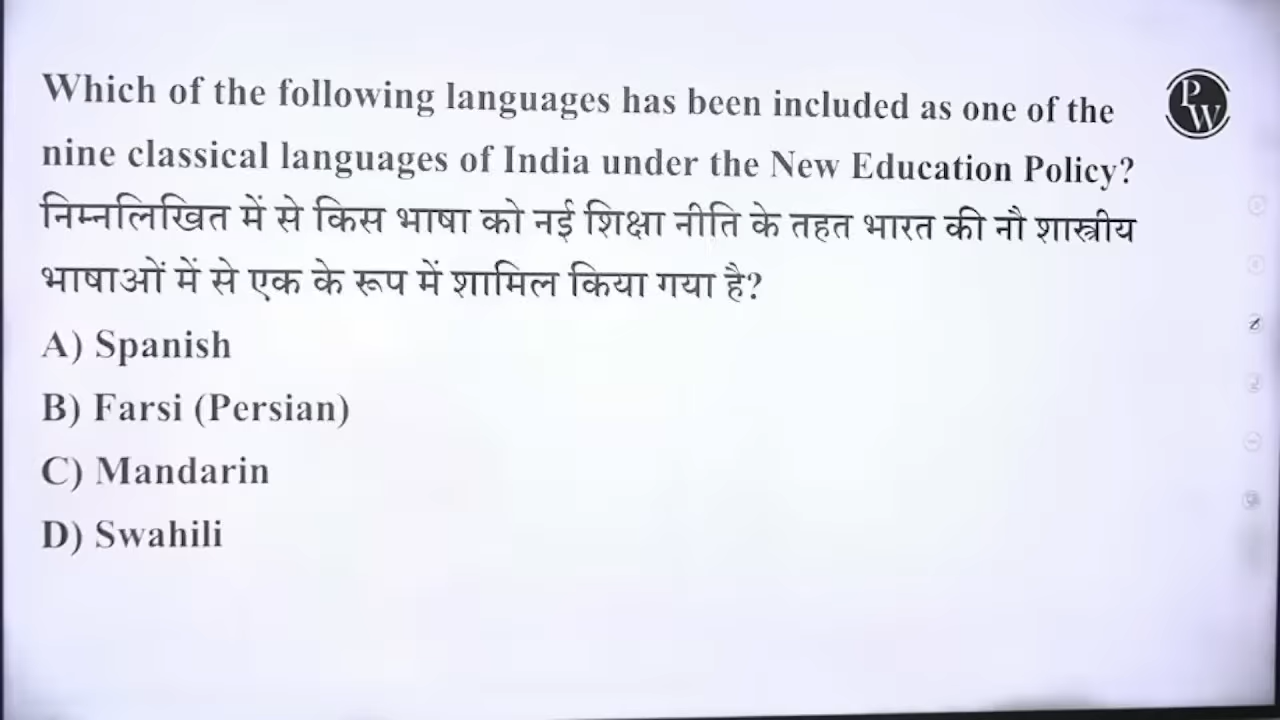 Which of the following languages has been included as one of the
nine classical languages of India under the New Education Policy?
निम्नलिखित में से किस भाषा को नई शिक्षा नीति के तहत भारत की नौ शास्त्रीय
भाषाओं में से एक के रूप में शामिल किया गया है?
A) Spanish
B) Farsi (Persian)
C) Mandarin
D) Swahili
PW